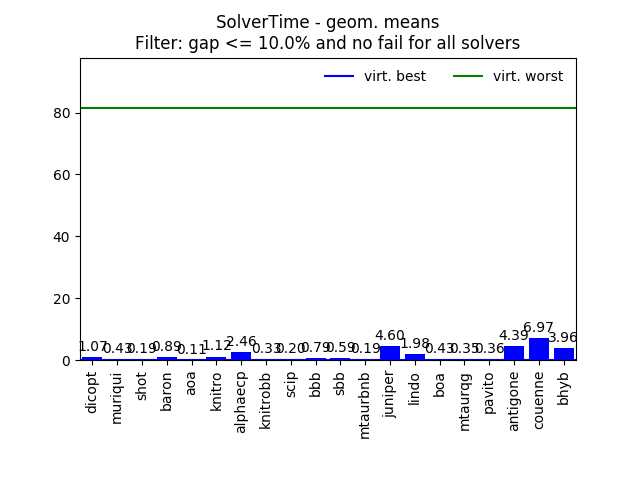 SolverTime - geom. means
Filter: gap <= 10.0% and no fail for all solvers
virt. best
virt. worst
80
60
40
20
0
1.07
0.43
0.19
0.89
0.11
1.12
2.46
0.33
0.20
0.79
0.59
0.19
4.60
1.98
0.43
0.35
0.36
4.39
6.97
3.96
dicopt
muriqui
shot
baron
aoa
knitro
alphaecp
knitrobb
scip
bbb
sbb
mtaurbnb
juniper
lindo
boa
mtaurqg
pavito
antigone
couenne
bhyb